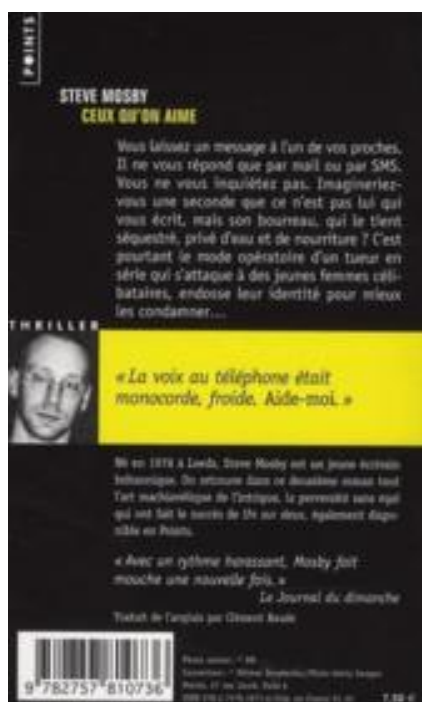 POINTS
STEVE MOSBY
CEUX QU'ON AIME
Vous laissez un message à l'un de vos proches.
Il ne vous répond que par mail ou par SMS.
Vous ne vous inquiétez pas. Imagineriez-
vous une seconde que ce n'est pas lui qui
vous écrit, mais son bourreau, qui le tient
séquestré, privé d'eau et de nourriture ? C'est
pourtant le mode opératoire d'un tueur en
série qui s'attaque à des jeunes femmes céli-
bataires, endosse leur identité pour mieux
les condamner...
THRILLER
« La voix au téléphone était
monocorde, froide. Aide-moi. »
Né en 1976 à Leeds, Steve Mosby est un jeune écrivain
britannique. On retrouve dans ce deuxième roman tout
l'art machiavélique de l'intrigue, la perversité sans égal
qui ont fait le succès de Un sur deux, également dispo-
nible en Points.
« Avec un rythme harassant, Mosby fait
mouche une nouvelle fois. »
Le Journal du dimanche
Traduit de l'anglais par Clément Baude
9 782757 810736
7.50 €